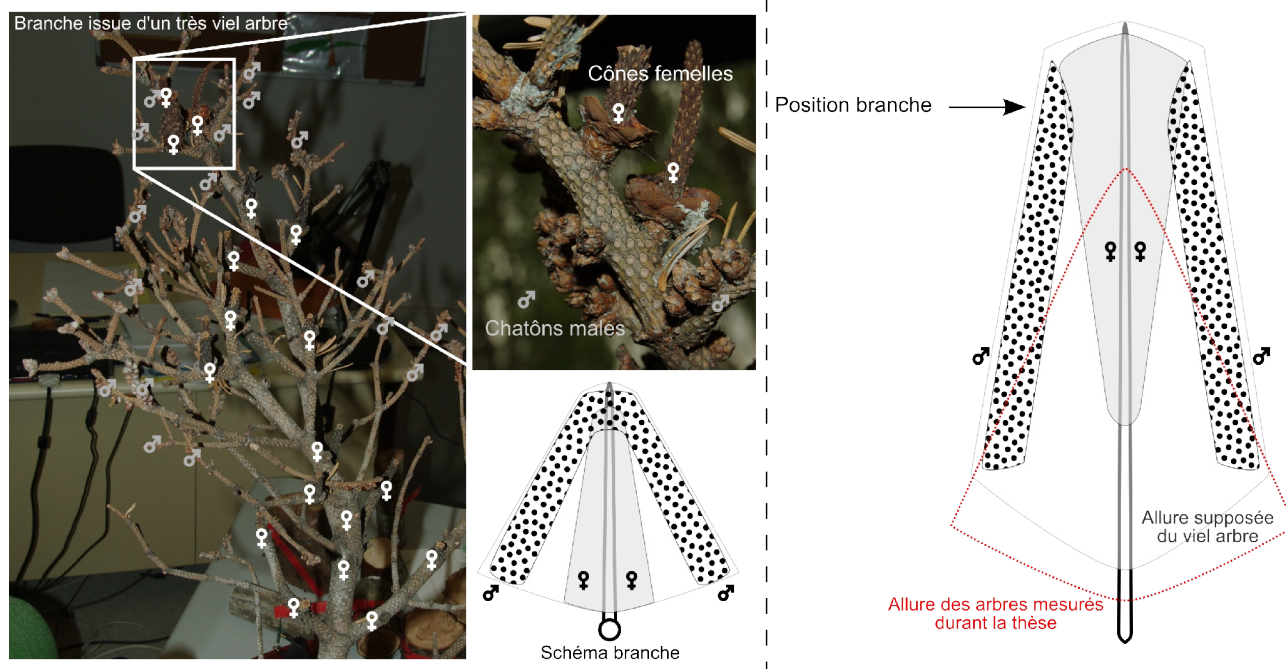 Branche issue d'un très viel arbre
Cônes femelles
Chatôns males
Schéma branche
Position branche
Allure supposée
du viel arbre
Allure des arbres mesurés
durant la thèse